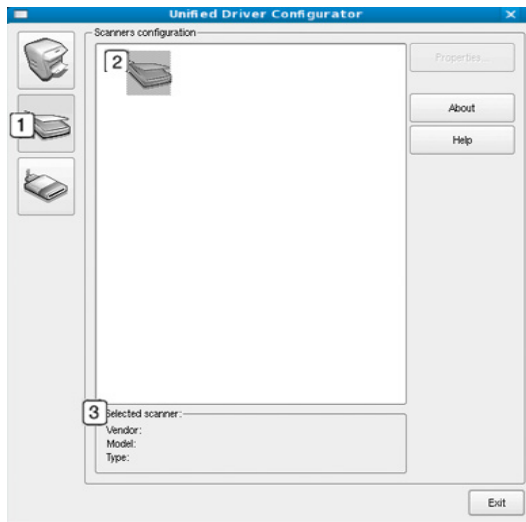 Unified Driver Configurator
Scanners configuration
2
Properties...
About
1
Help
3
Selected scanner:
Vendor:
Model:
Type:
Exit